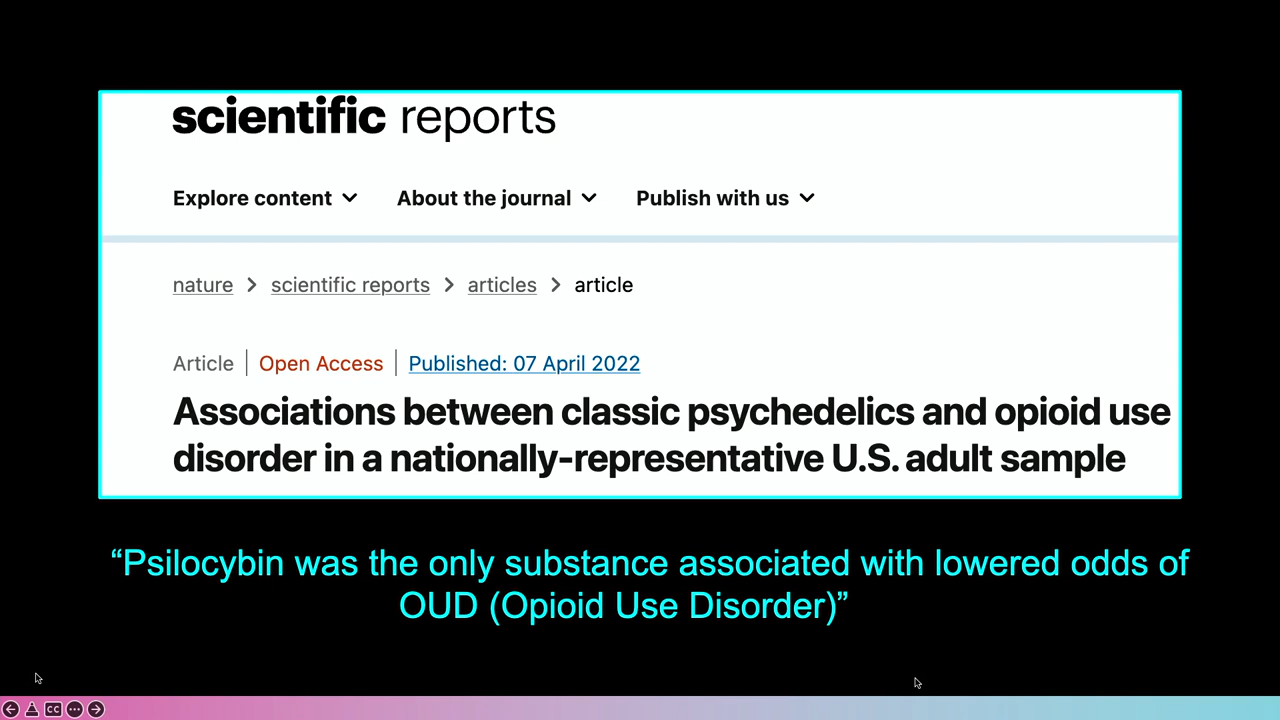 scientific reports
Explore content About the journal Publish with us
nature > scientific reports > articles > article
Article | Open Access | Published: 07 April 2022
Associations between classic psychedelics and opioid use
disorder in a nationally-representative U.S. adult sample
“Psilocybin was the only substance associated with lowered odds of
OUD (Opioid Use Disorder)”
CC